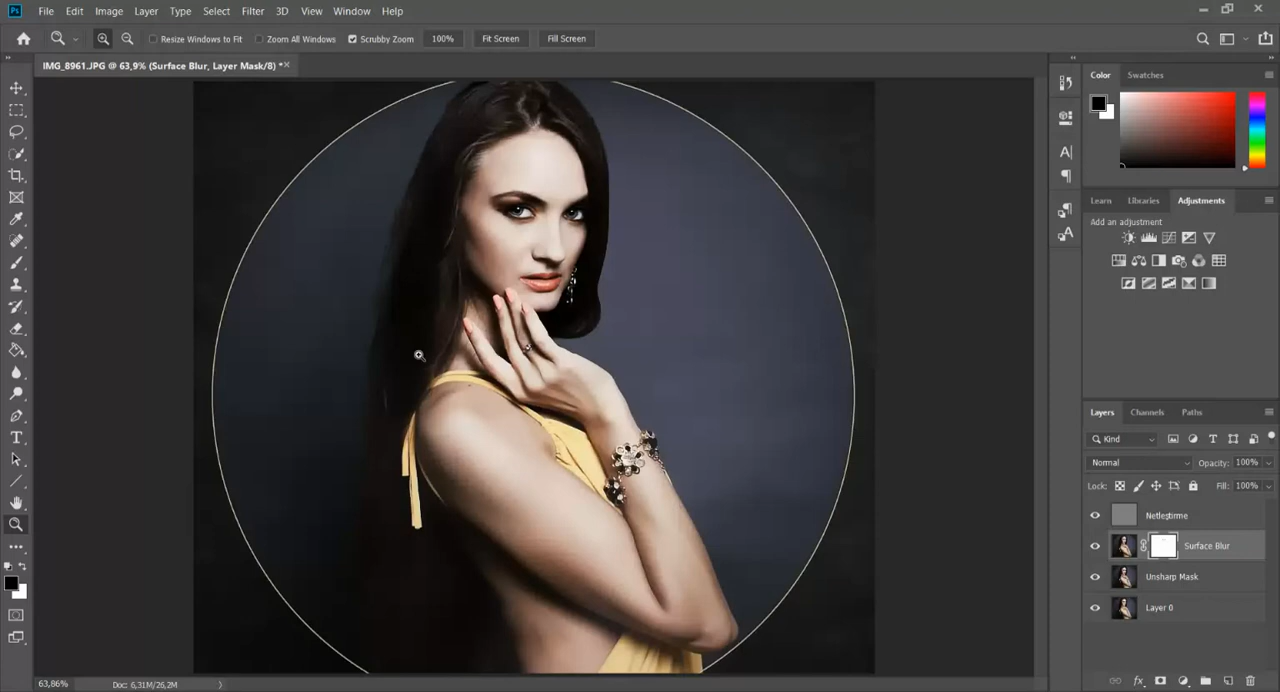 Ps File Edit Image Layer Type Select Filter 3D View Window Help
Resize Windows to Fit Zoom All Windows Scrubby Zoom 100% Fit Screen Fill Screen
IMG_8961.JPG @ 63,9% (Surface Blur, Layer Mask/8) *
Color Swatches
Learn Libraries Adjustments
Add an adjustment
Layers Channels Paths
Kind
Normal Opacity: 100%
Lock: Fill: 100%
Netleştirme
Surface Blur
Unsharp Mask
Layer 0
63,86% Doc: 6,31M/26,2M